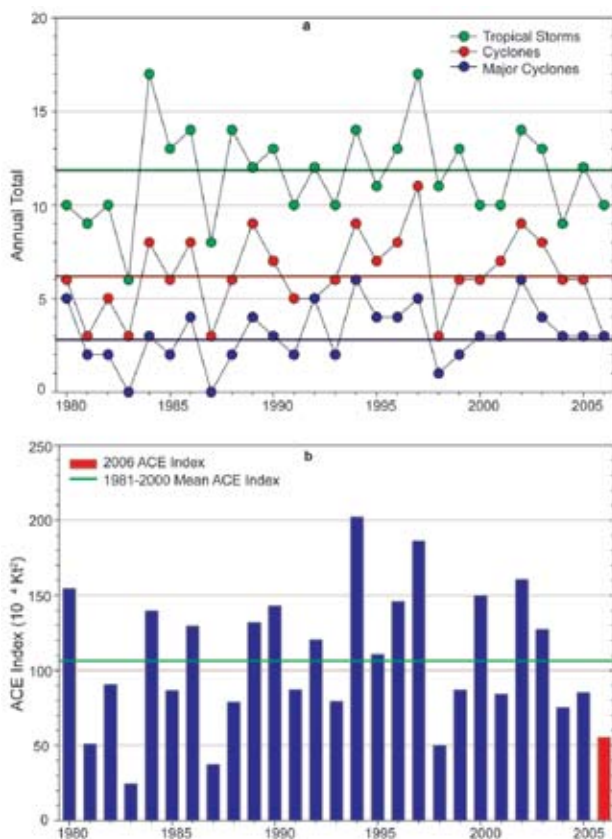 a
Tropical Storms
Cyclones
Major Cyclones
20
15
10
5
0
Annual Total
1980 1985 1990 1995 2000 2005
b
2006 ACE Index
1981-2000 Mean ACE Index
250
200
150
100
50
0
ACE Index (10⁻⁴ Kt²)
1980 1985 1990 1995 2000 2005